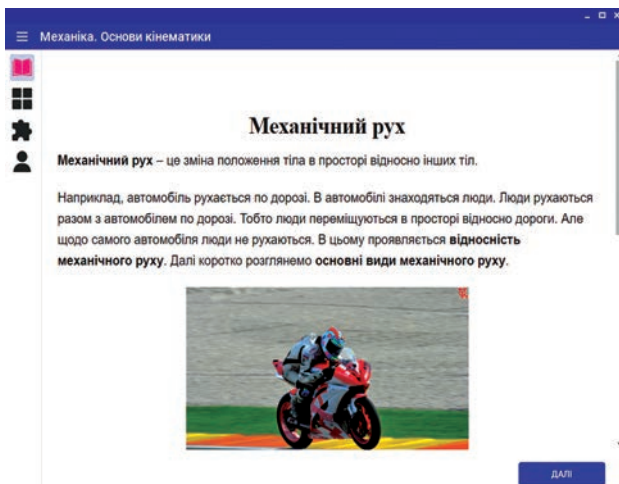 Механіка. Основи кінематики
Механічний рух
Механічний рух – це зміна положення тіла в просторі відносно інших тіл.
Наприклад, автомобіль рухається по дорозі. В автомобілі знаходяться люди. Люди рухаються
разом з автомобілем по дорозі. Тобто люди переміщуються в просторі відносно дороги. Але
щодо самого автомобіля люди не рухаються. В цьому проявляється відносність
механічного руху. Далі коротко розглянемо основні види механічного руху.
ДАЛІ